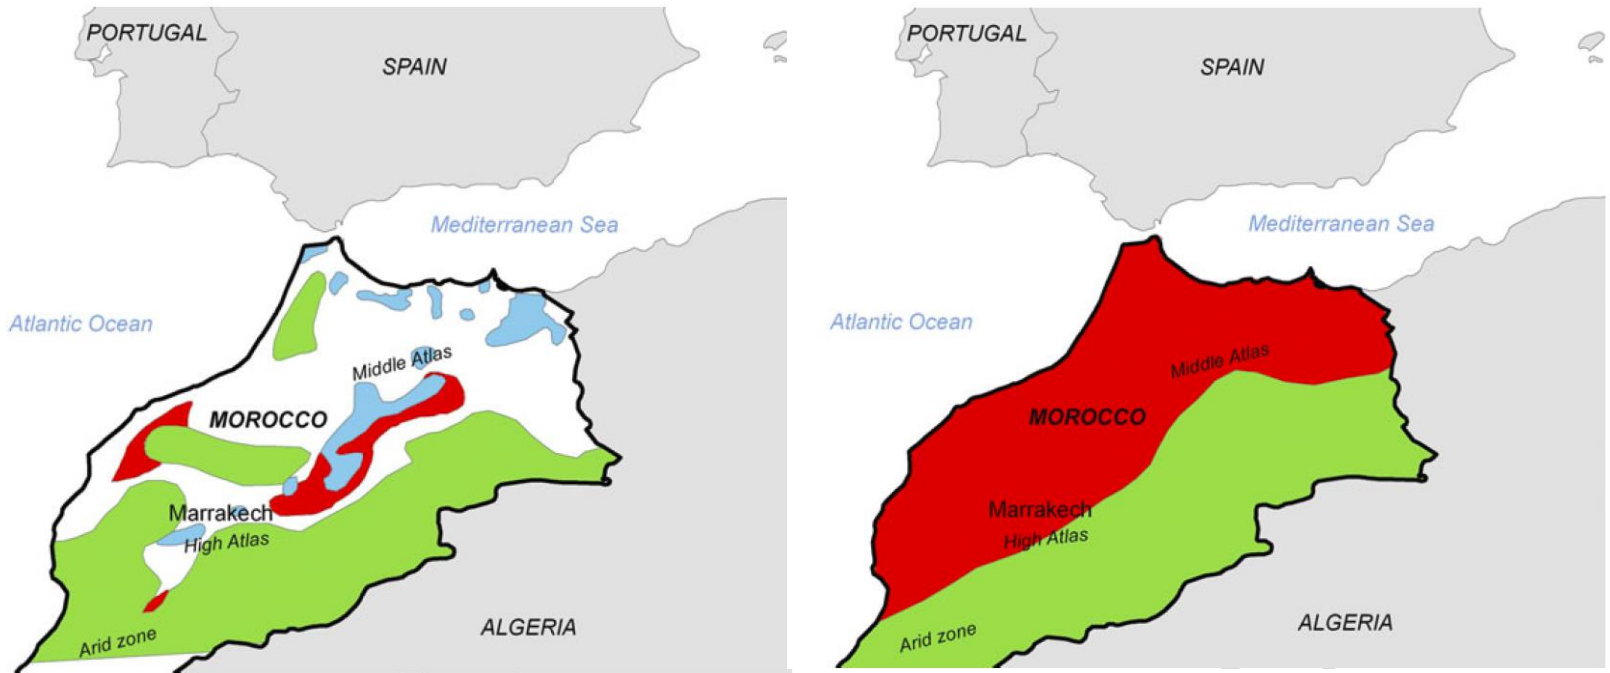 PORTUGAL
SPAIN
Mediterranean Sea
Atlantic Ocean
Middle Atlas
MOROCCO
Marrakech
High Atlas
Arid zone
ALGERIA
PORTUGAL
SPAIN
Mediterranean Sea
Atlantic Ocean
Middle Atlas
MOROCCO
Marrakech
High Atlas
Arid zone
ALGERIA